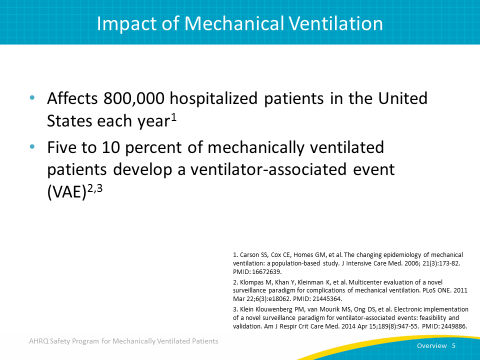 Impact of Mechanical Ventilation
• Affects 800,000 hospitalized patients in the United
States each year1
• Five to 10 percent of mechanically ventilated
patients develop a ventilator-associated event
(VAE)2,3
1. Carson SS, Cox CE, Homes GM, et al. The changing epidemiology of mechanical
ventilation: a population-based study. J Intensive Care Med. 2006; 21(3):173-82.
PMID: 16672639.
2. Klompas M, Khan Y, Kleinman K, et al. Multicenter evaluation of a novel
surveillance paradigm for complications of mechanical ventilation. PLoS ONE. 2011
Mar 22;6(3):e18062. PMID: 21445364.
3. Klein Klouwenberg PM, van Mourik MS, Ong DS, et al. Electronic implementation
of a novel surveillance paradigm for ventilator-associated events: feasibility and
validation. Am J Respir Crit Care Med. 2014 Apr 15;189(8):947-55. PMID: 2449886.
AHRQ Safety Program for Mechanically Ventilated Patients
Overview 5